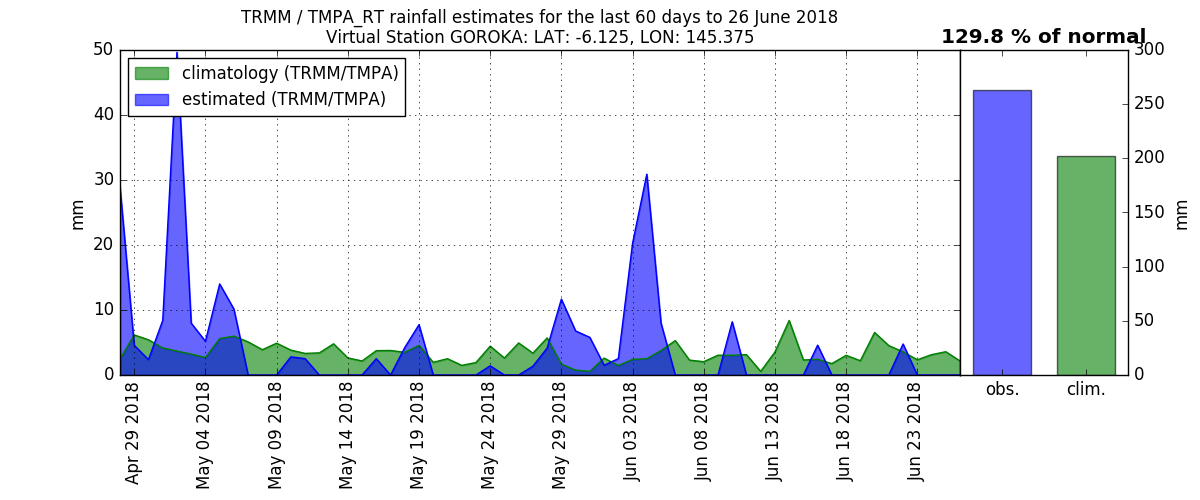 TRMM / TMPA_RT rainfall estimates for the last 60 days to 26 June 2018
Virtual Station GOROKA: LAT: -6.125, LON: 145.375
129.8 % of normal
climatology (TRMM/TMPA)
estimated (TRMM/TMPA)
50
40
30
20
10
0
mm
Apr 29 2018
May 04 2018
May 09 2018
May 14 2018
May 19 2018
May 24 2018
May 29 2018
Jun 03 2018
Jun 08 2018
Jun 13 2018
Jun 18 2018
Jun 23 2018
obs.
clim.
300
250
200
150
100
50
0
mm